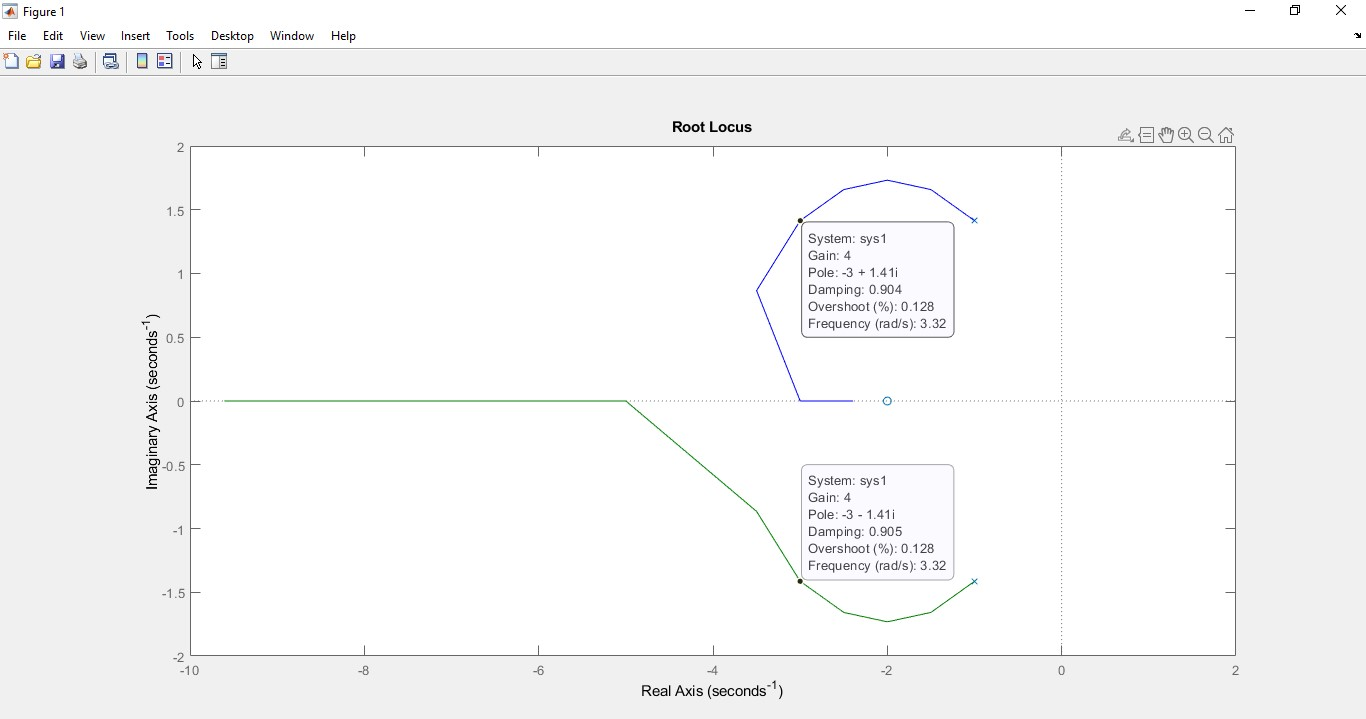 Figure 1
File Edit View Insert Tools Desktop Window Help
Root Locus
2
1.5
1
0.5
0
-0.5
-1
-1.5
-2
Imaginary Axis (seconds-1)
System: sys1
Gain: 4
Pole: -3 + 1.41i
Damping: 0.904
Overshoot (%): 0.128
Frequency (rad/s): 3.32
System: sys1
Gain: 4
Pole: -3 - 1.41i
Damping: 0.905
Overshoot (%): 0.128
Frequency (rad/s): 3.32
-10 -8 -6 -4 -2 0 2
Real Axis (seconds-1)